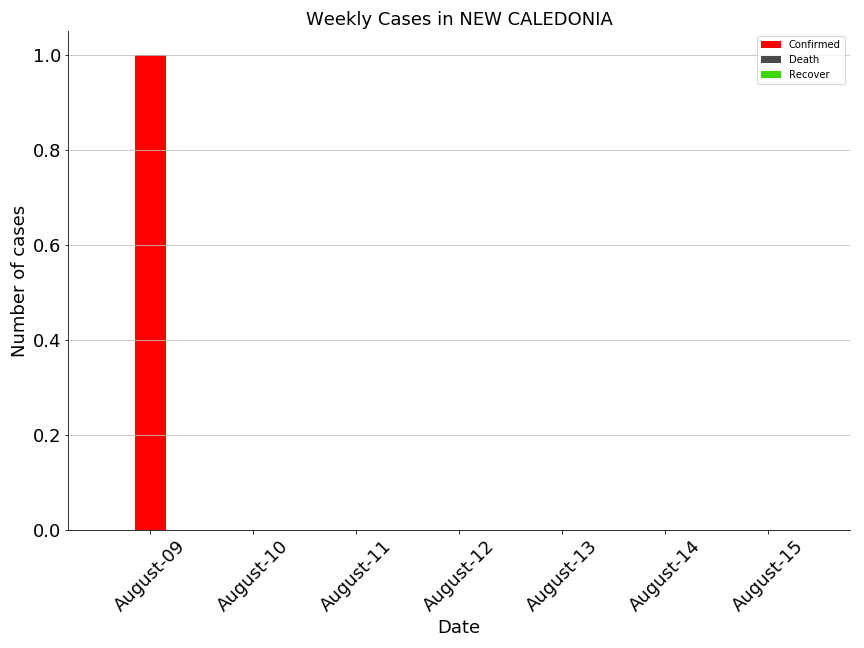 Weekly Cases in NEW CALEDONIA
Confirmed
Death
Recover
1.0
0.8
0.6
0.4
0.2
0.0
Number of cases
August-09
August-10
August-11
August-12
August-13
August-14
August-15
Date